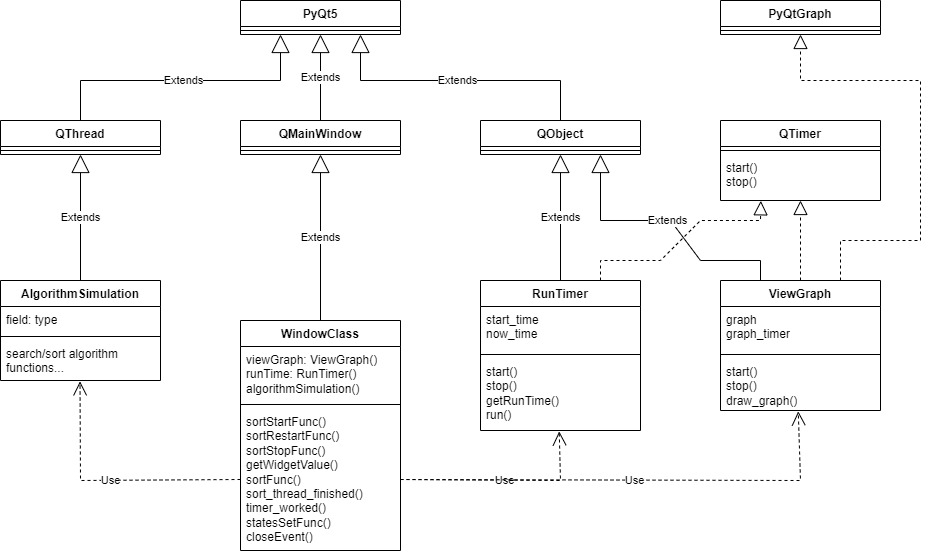 PyQt5
PyQtGraph
Extends
Extends
Extends
QThread
QMainWindow
QObject
QTimer
start()
stop()
Extends
Extends
Extends
Extends
AlgorithmSimulation
field: type
search/sort algorithm
functions...
WindowClass
viewGraph: ViewGraph()
runTime: RunTimer()
algorithmSimulation()
sortStartFunc()
sortRestartFunc()
sortStopFunc()
getWidgetValue()
sortFunc()
sort_thread_finished()
timer_worked()
statesSetFunc()
closeEvent()
RunTimer
start_time
now_time
start()
stop()
getRunTime()
run()
ViewGraph
graph
graph_timer
start()
stop()
draw_graph()
Use
Use
Use